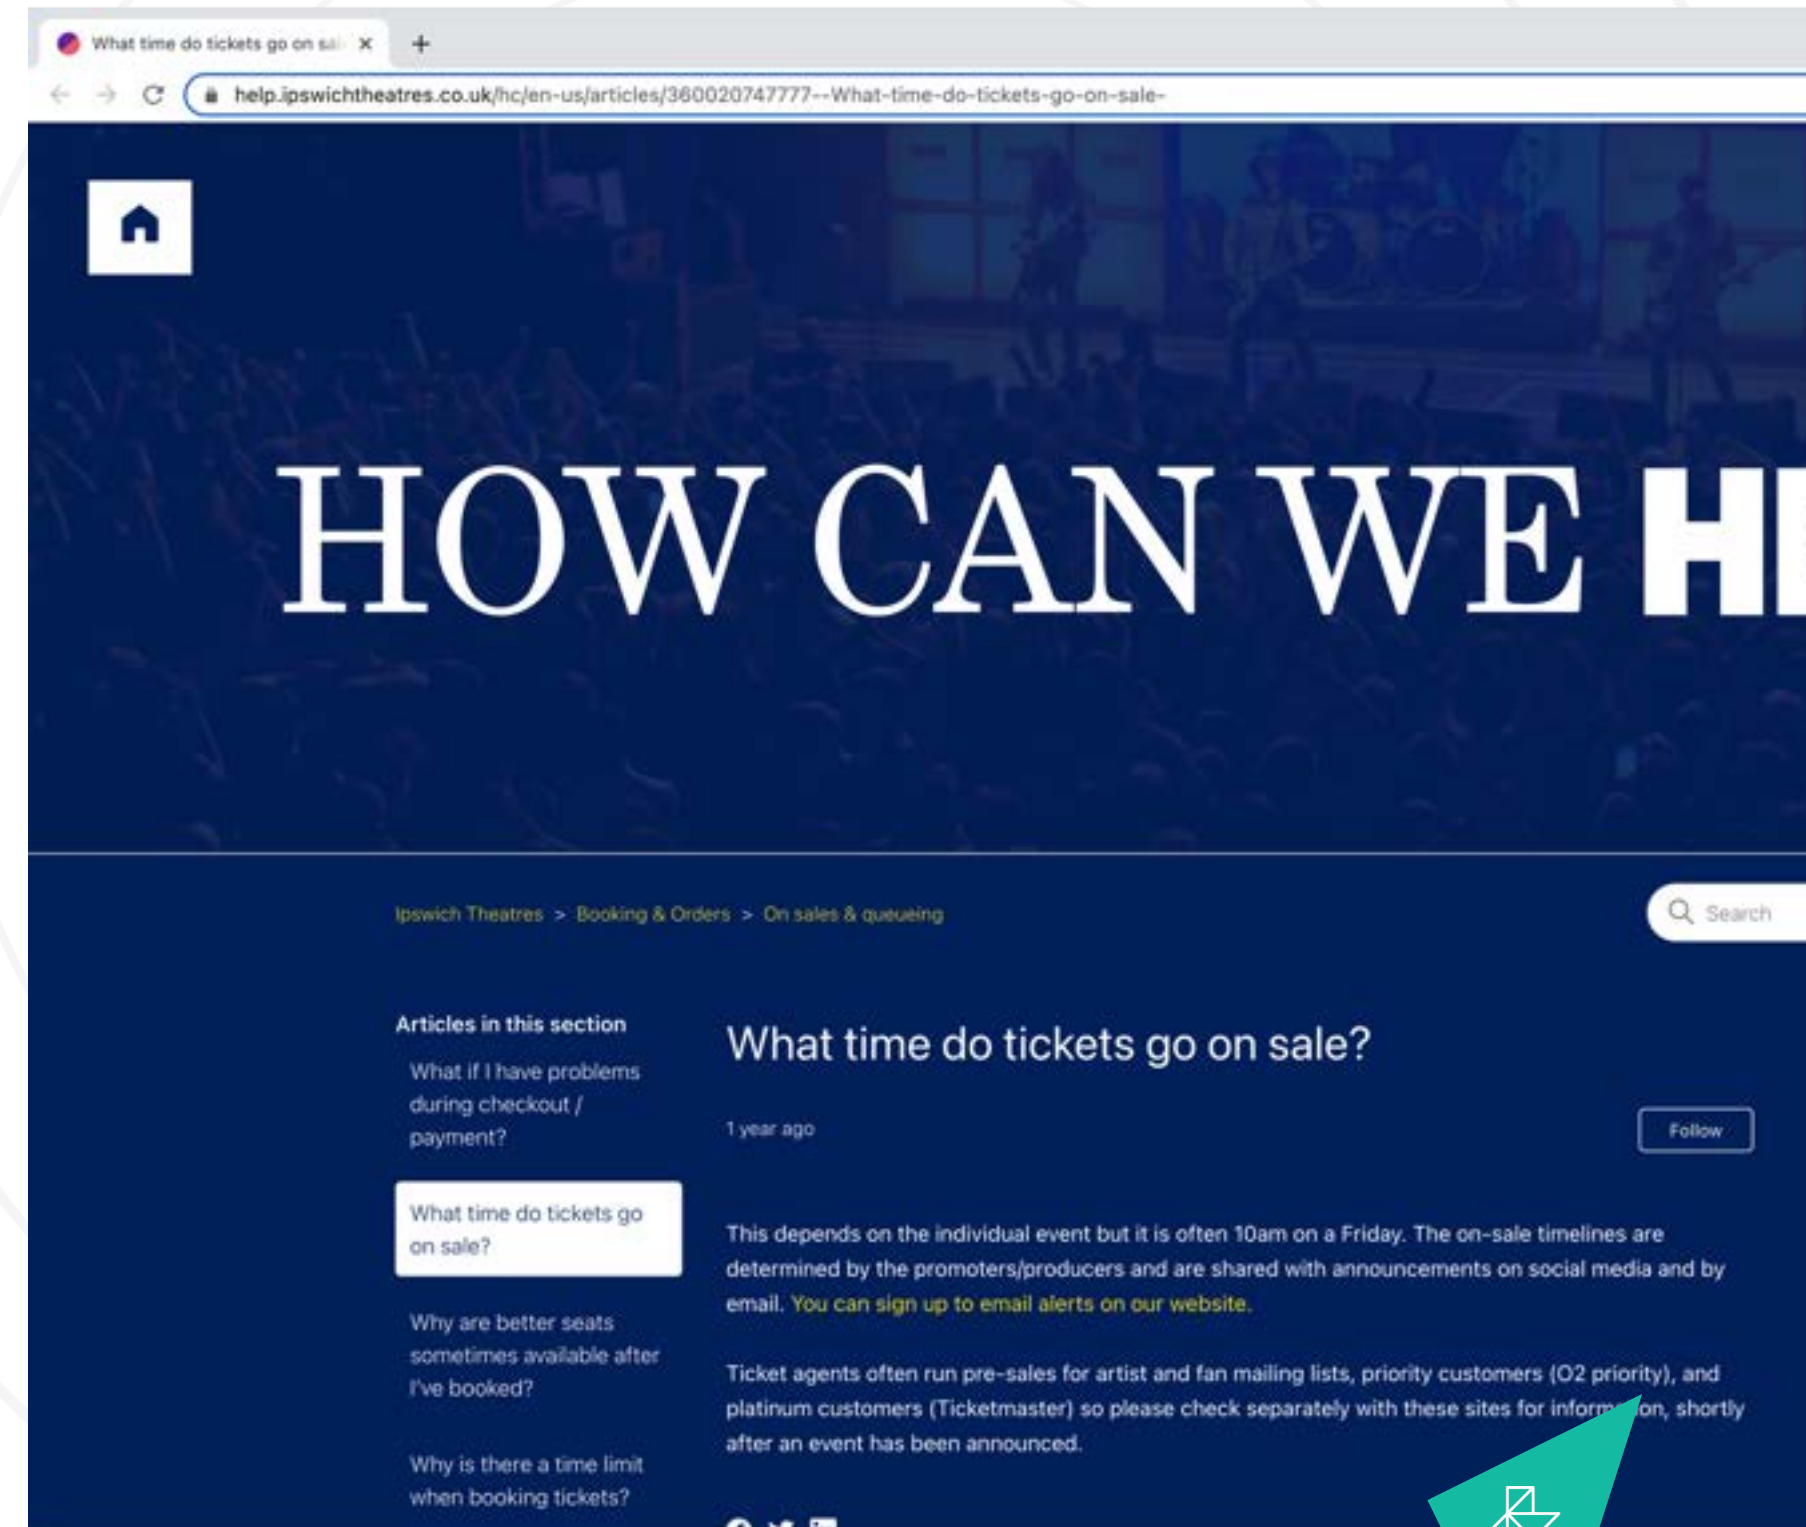 What time do tickets go on sal
help.ipswichtheatres.co.uk/hc/en-us/articles/360020747777--What-time-do-tickets-go-on-sale-
HOW CAN WE
Ipswich Theatres > Booking & Orders > On sales & queueing
Search
Articles in this section
What if I have problems
during checkout /
payment?
What time do tickets go
on sale?
Why are better seats
sometimes available after
I've booked?
Why is there a time limit
when booking tickets?
What time do tickets go on sale?
1 year ago
Follow
This depends on the individual event but it is often 10am on a Friday. The on-sale timelines are
determined by the promoters/producers and are shared with announcements on social media and by
email. You can sign up to email alerts on our website.
Ticket agents often run pre-sales for artist and fan mailing lists, priority customers (O2 priority), and
platinum customers (Ticketmaster) so please check separately with these sites for information, shortly
after an event has been announced.